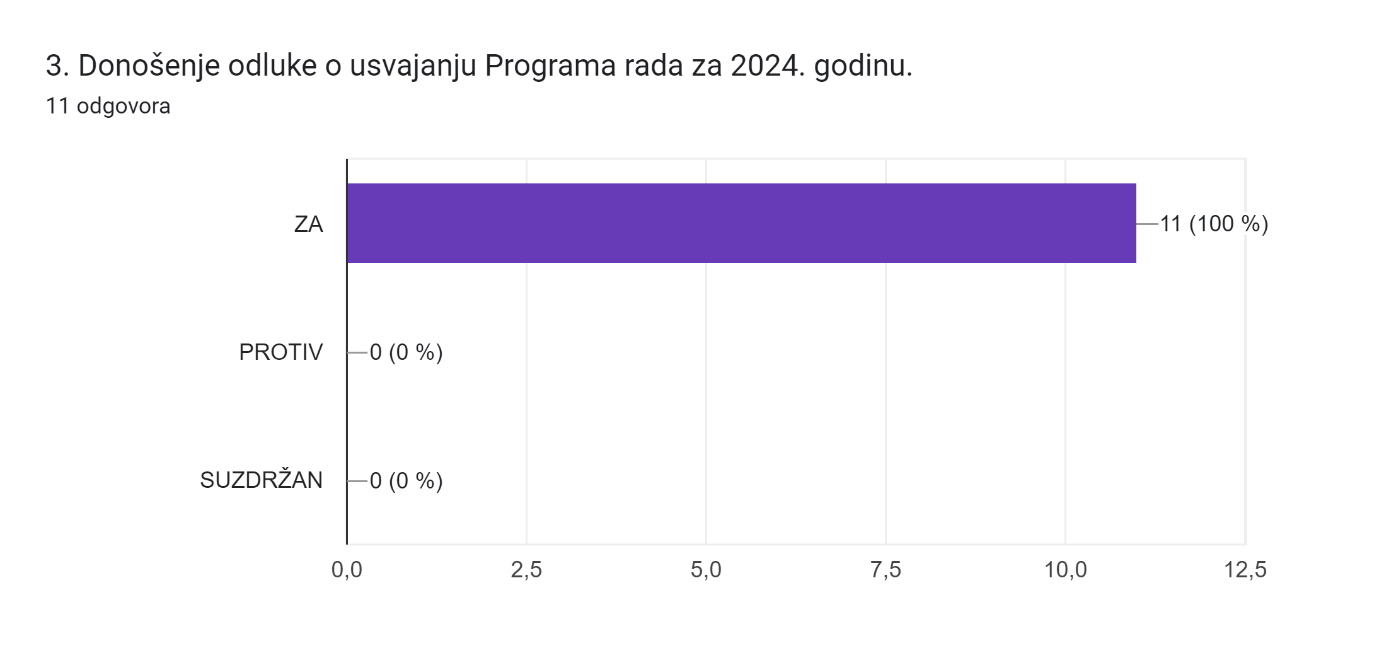 3. Donošenje odluke o usvajanju Programa rada za 2024. godinu.
11 odgovora
ZA
11 (100 %)
PROTIV
0 (0 %)
SUZDRŽAN
0 (0 %)
0,0 2,5 5,0 7,5 10,0 12,5